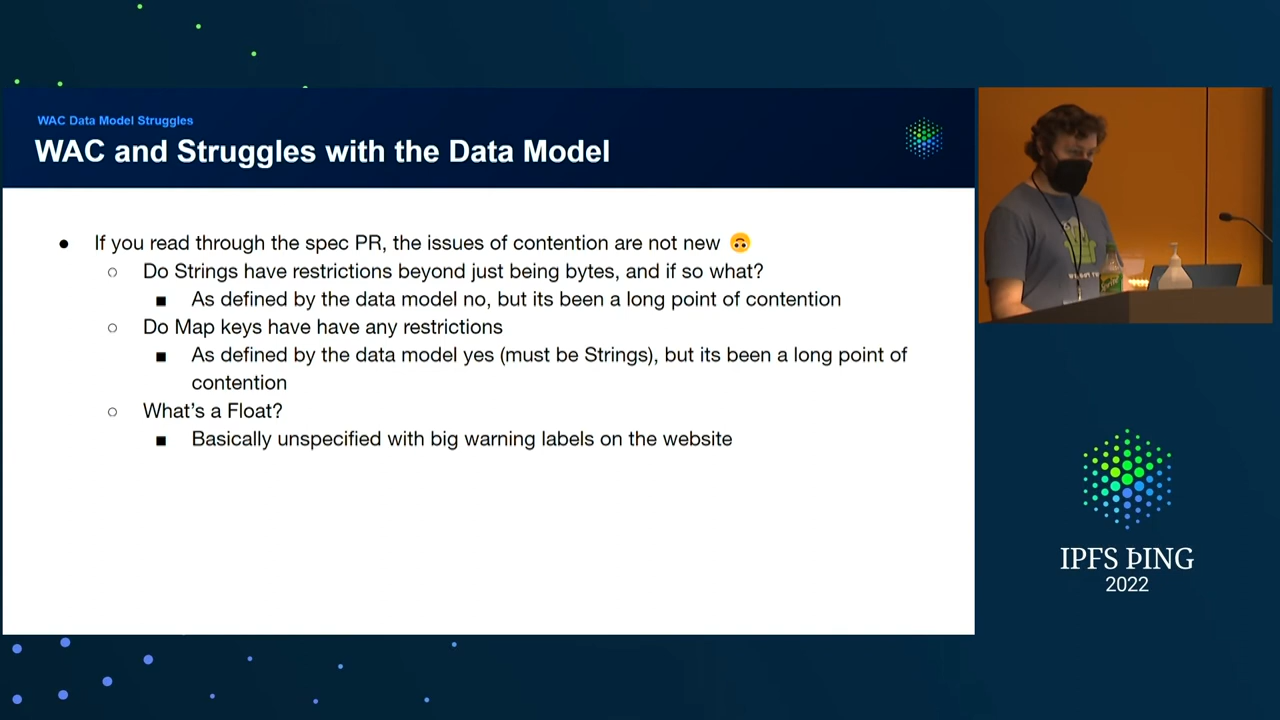 WAC Data Model Struggles
WAC and Struggles with the Data Model
● If you read through the spec PR, the issues of contention are not new 🙃
○ Do Strings have restrictions beyond just being bytes, and if so what?
■ As defined by the data model no, but its been a long point of contention
○ Do Map keys have have any restrictions
■ As defined by the data model yes (must be Strings), but its been a long point of
contention
○ What's a Float?
■ Basically unspecified with big warning labels on the website
IPFS ÞING
2022